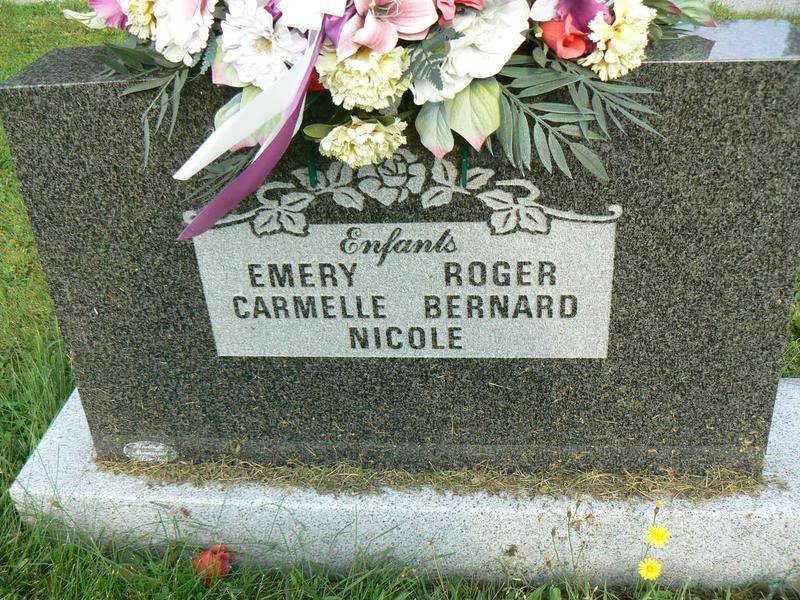 Enfants
EMERY ROGER
CARMELLE BERNARD
NICOLE